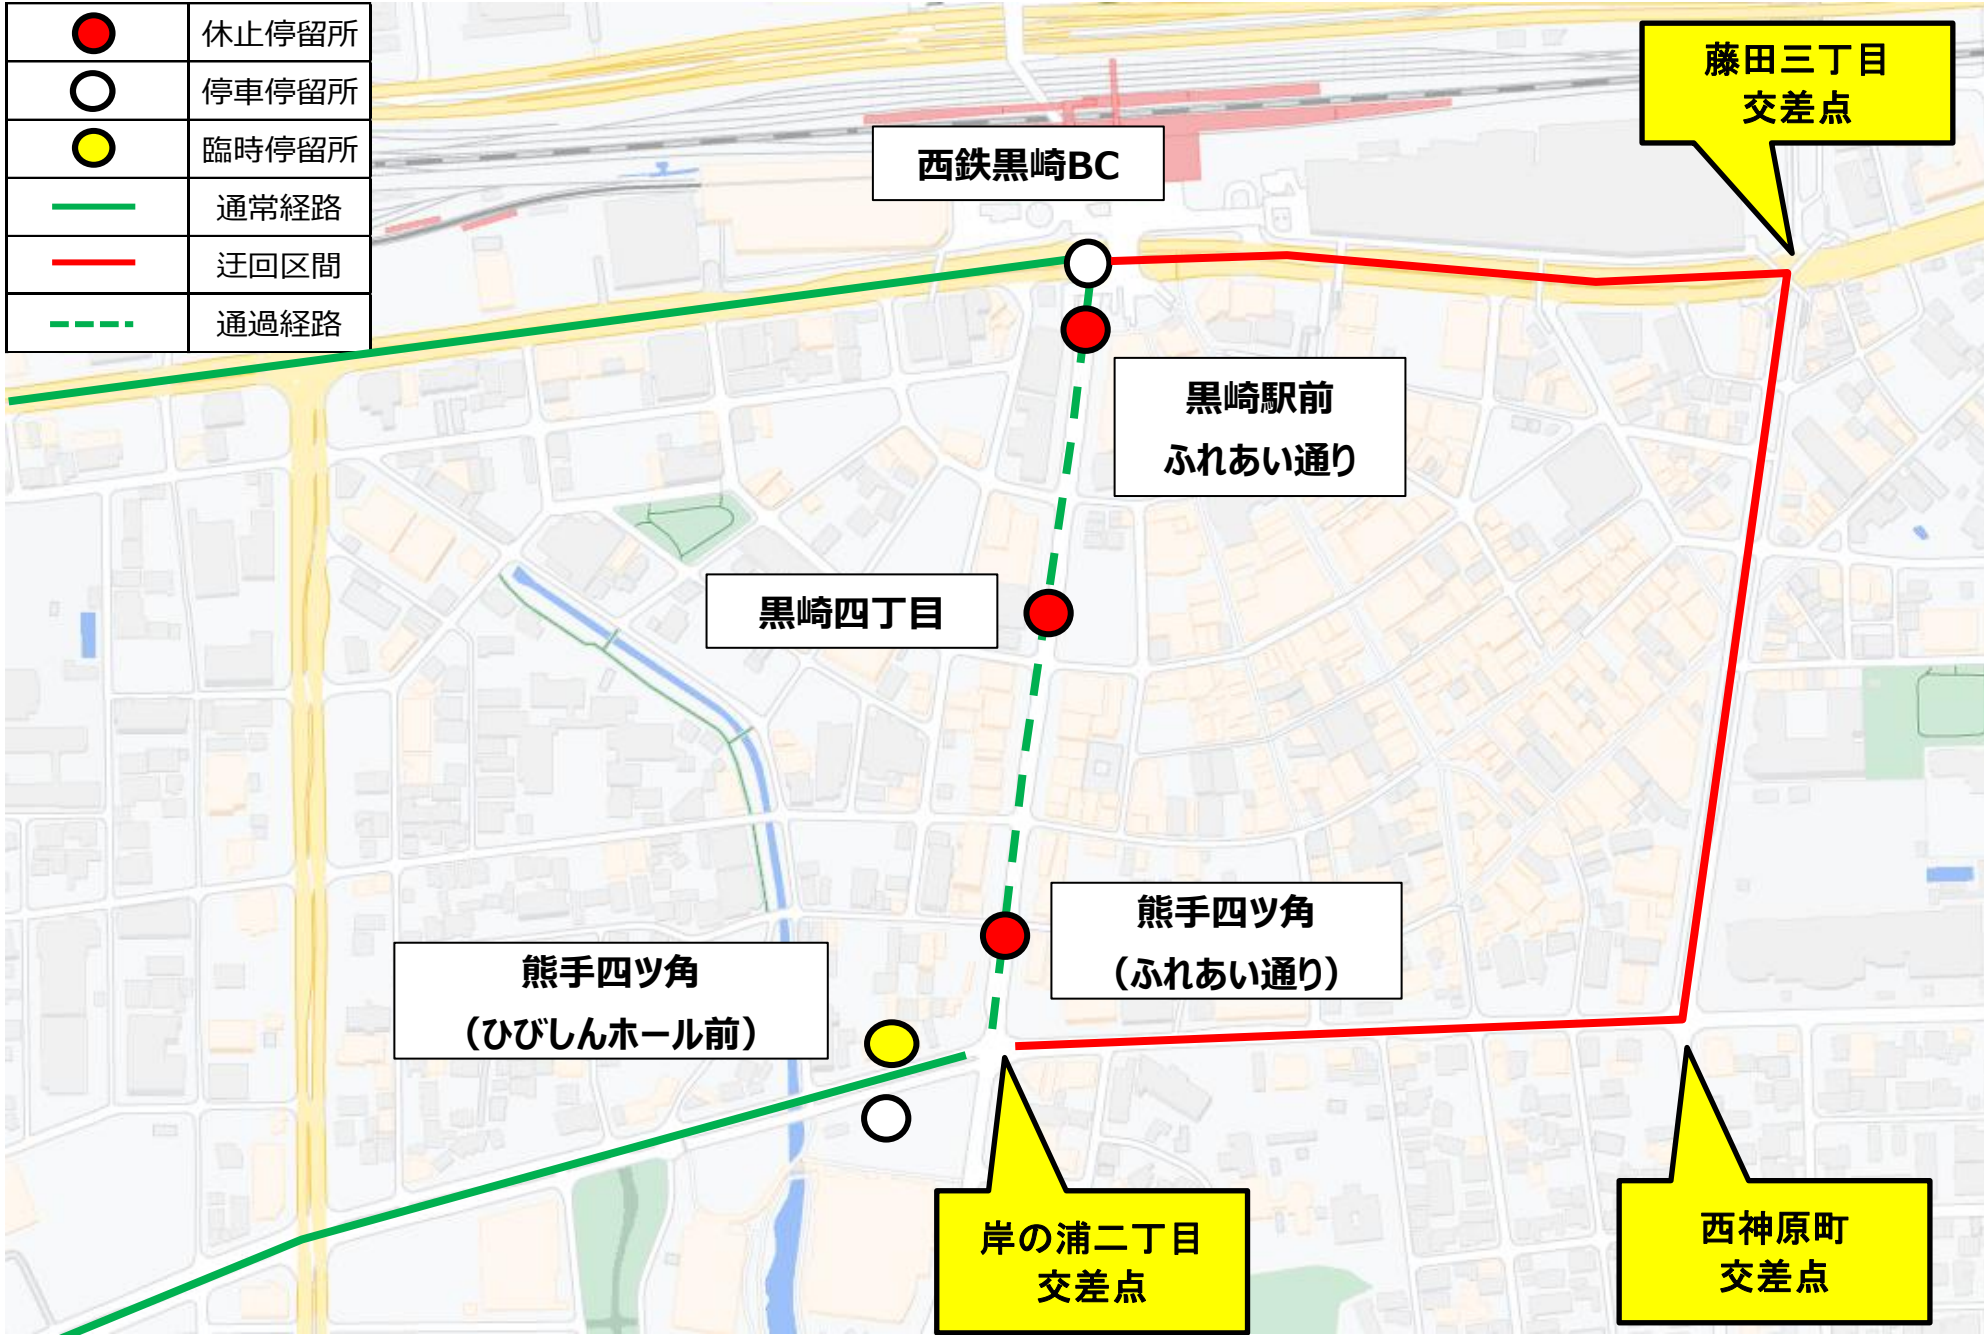 休止停留所
停車停留所
臨時停留所
通常経路
迂回区間
通過経路
藤田三丁目
交差点
西鉄黒崎BC
黒崎駅前
ふれあい通り
黒崎四丁目
熊手四ツ角
（ふれあい通り）
熊手四ツ角
（ひびしんホール前）
岸の浦二丁目
交差点
西神原町
交差点